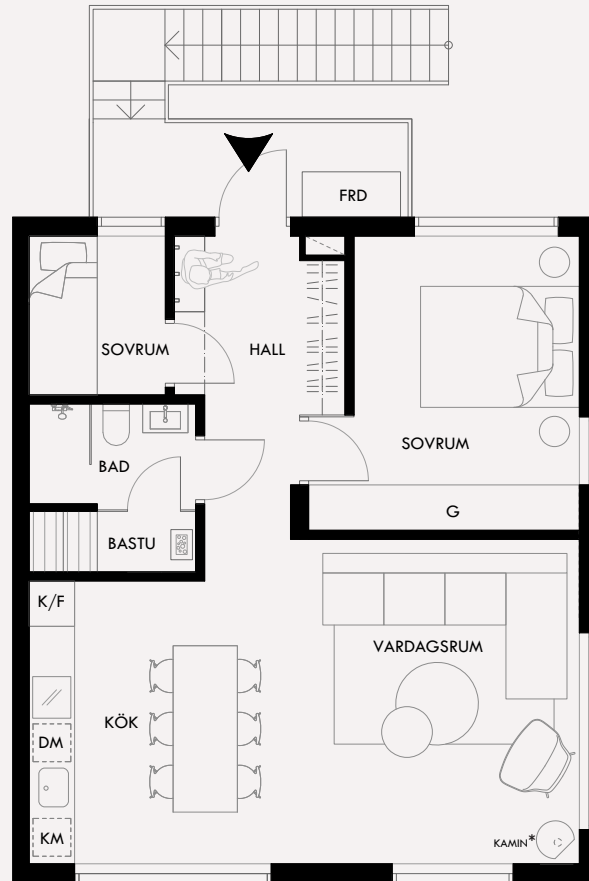 FRD
SOVRUM
HALL
SOVRUM
BAD
G
BASTU
K/F
VARDAGSRUM
KÖK
DM
KM
KAMIN*